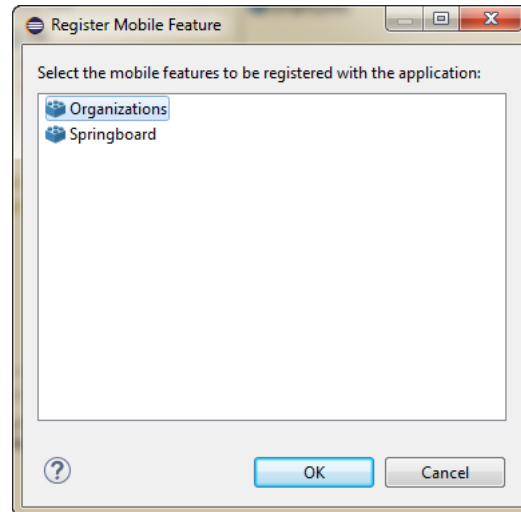 Register Mobile Feature
Select the mobile features to be registered with the application:
Organizations
Springboard
OK
Cancel